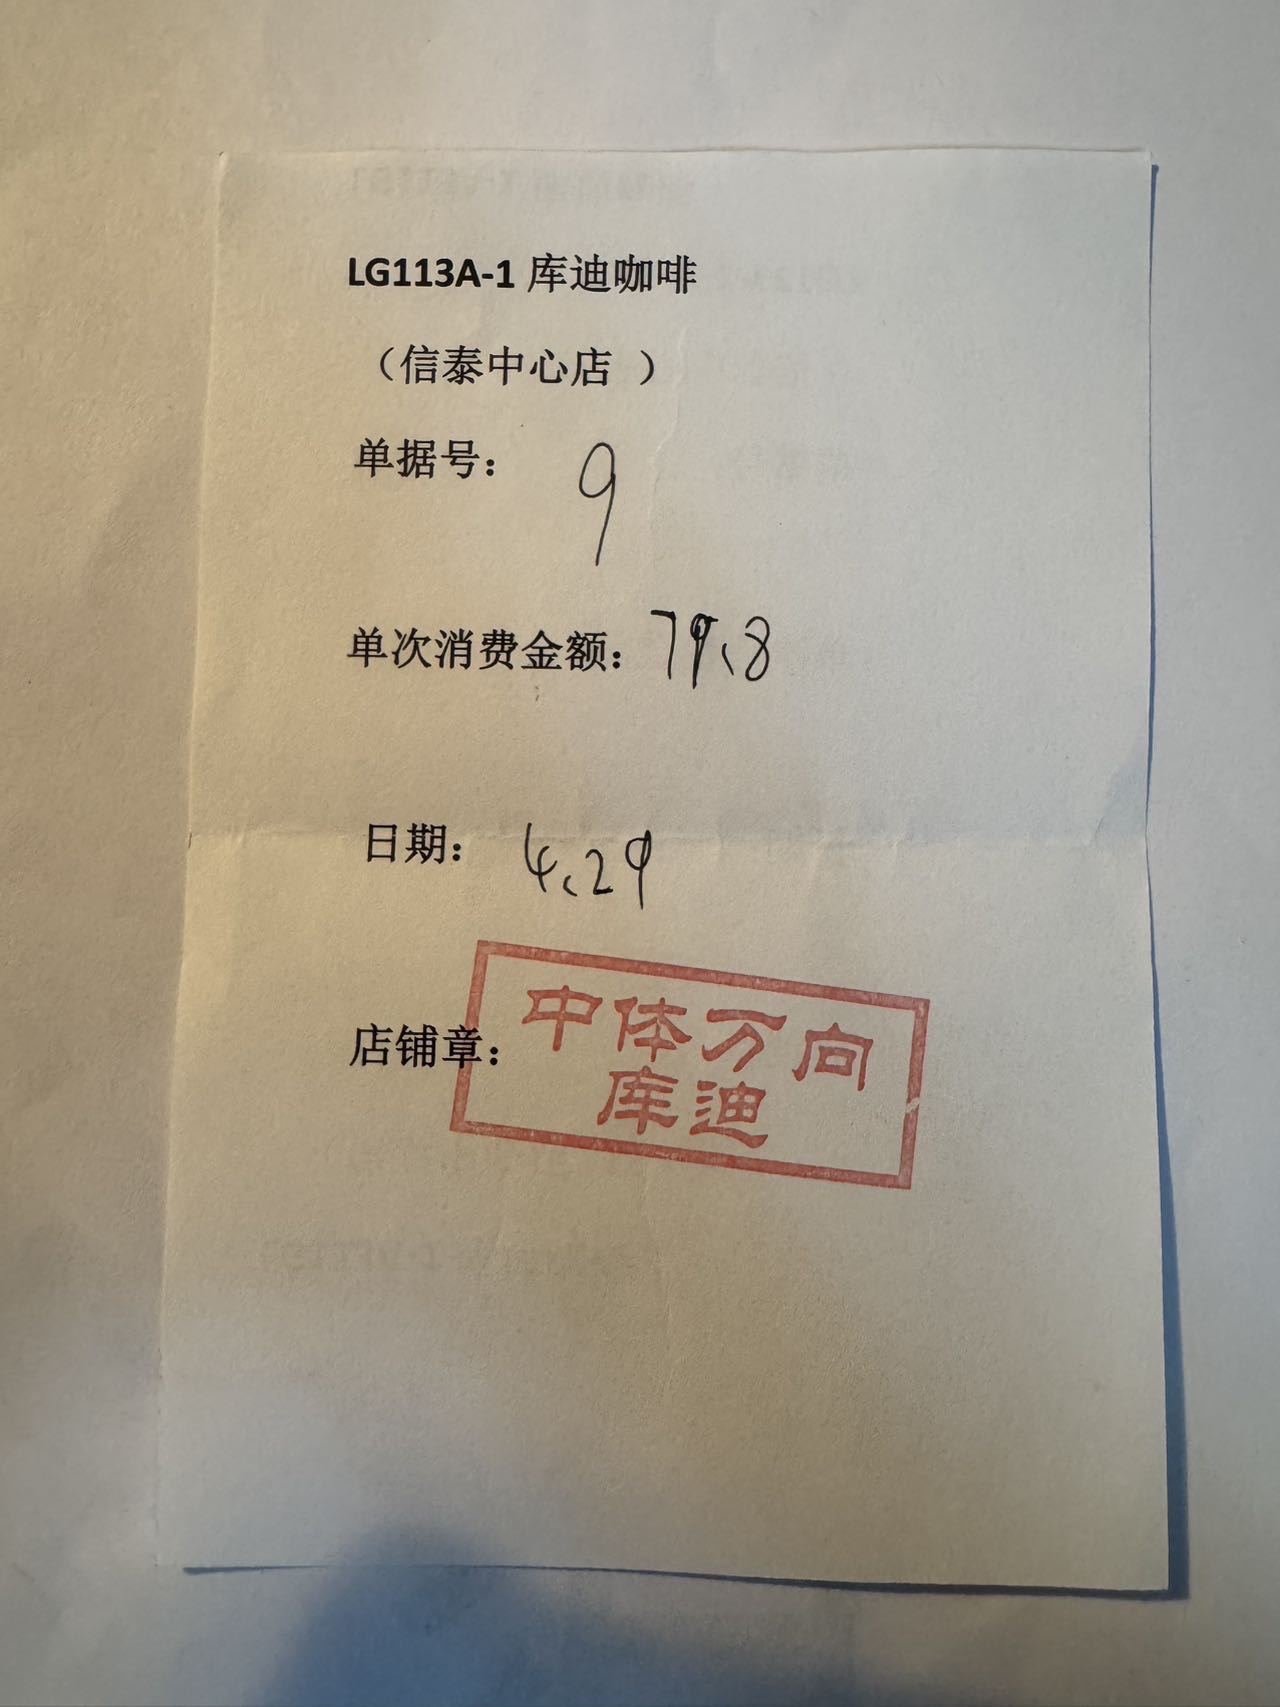 LG113A-1 库迪咖啡
（信泰中心店 ）
单据号： 9
单次消费金额：79.8
日期： 4.29
店铺章：
中体万向
库迪